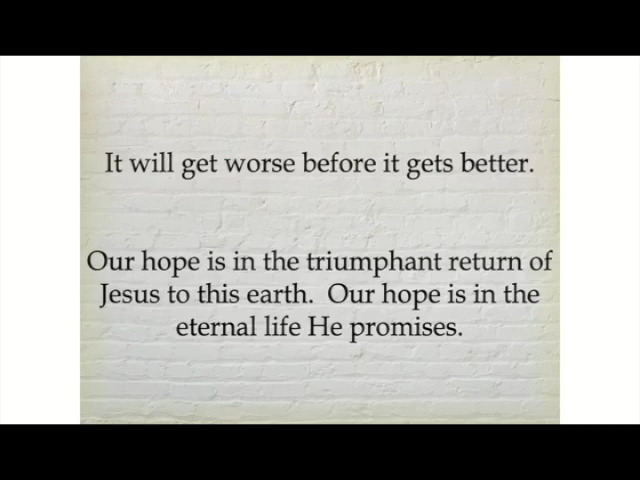 It will get worse before it gets better.
Our hope is in the triumphant return of
Jesus to this earth.  Our hope is in the
eternal life He promises.